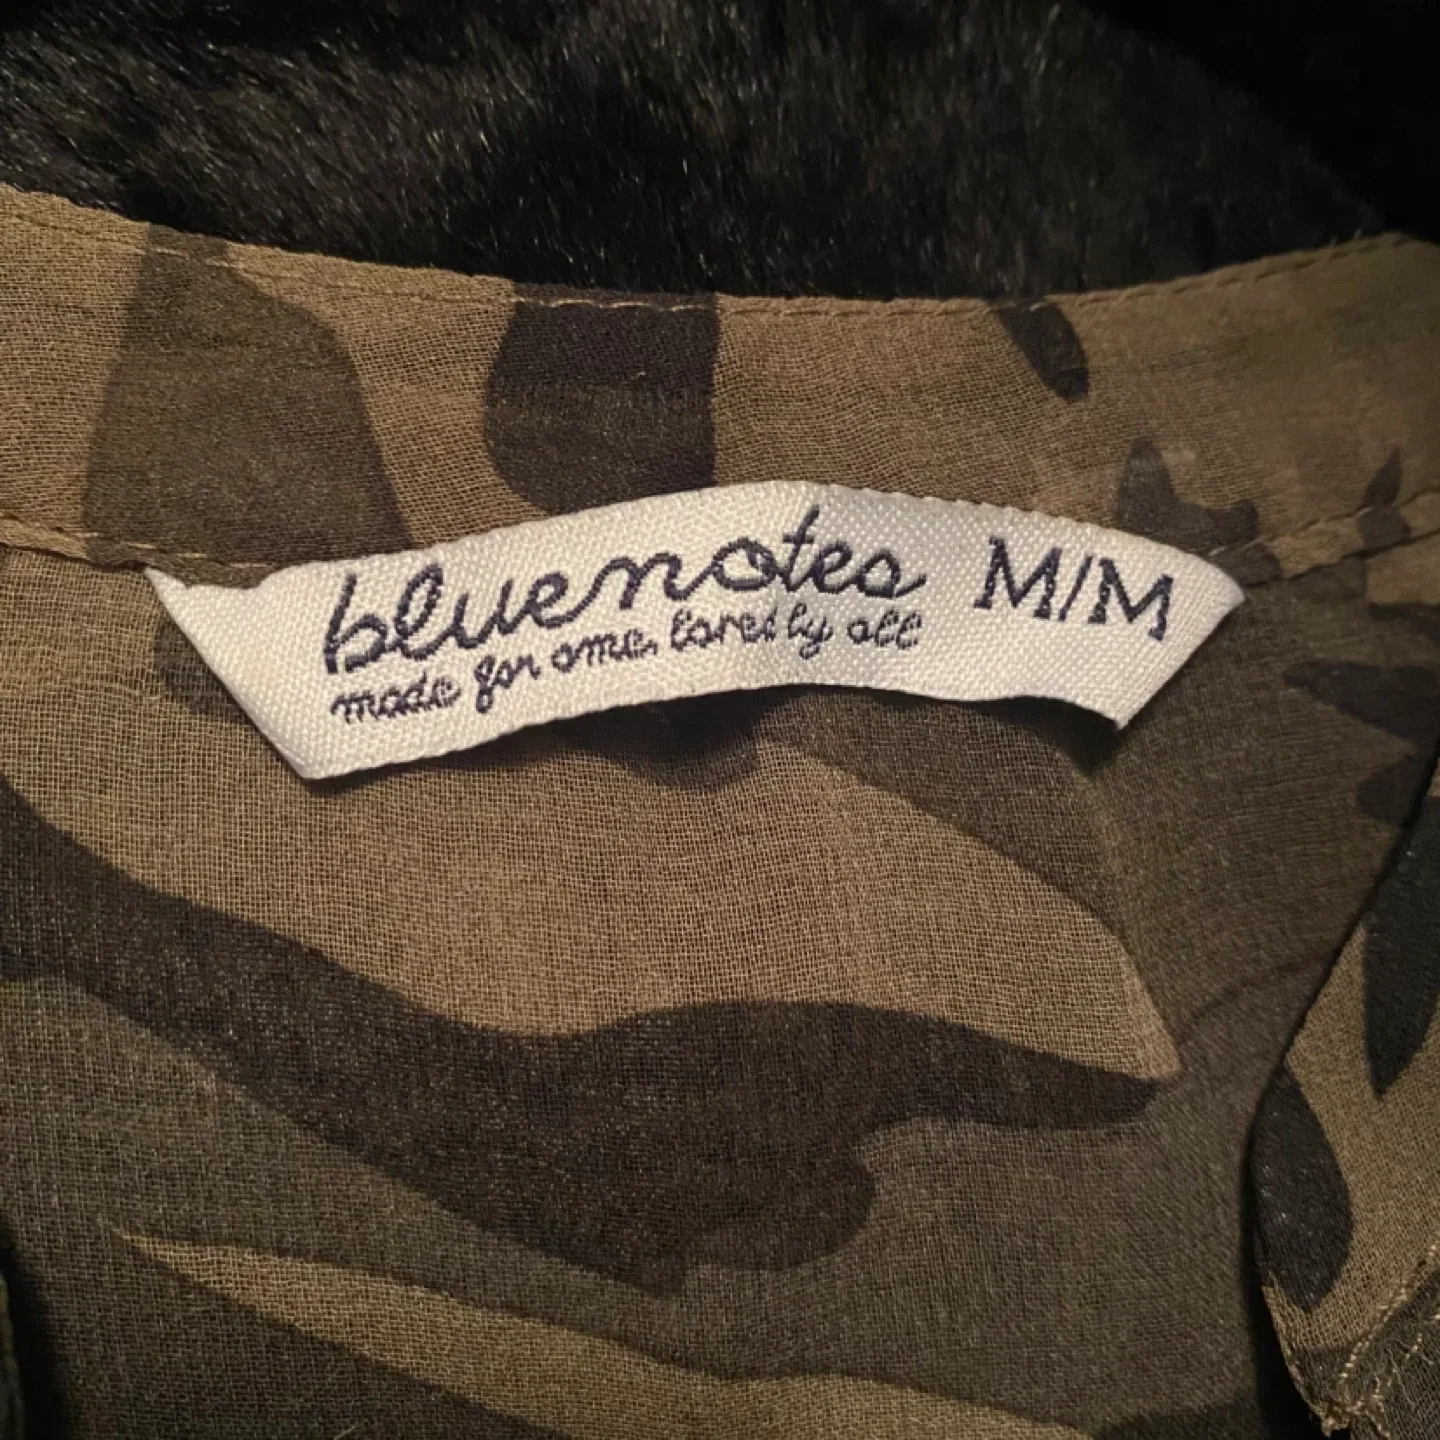 bluenotes M/M
made for one. loved by all